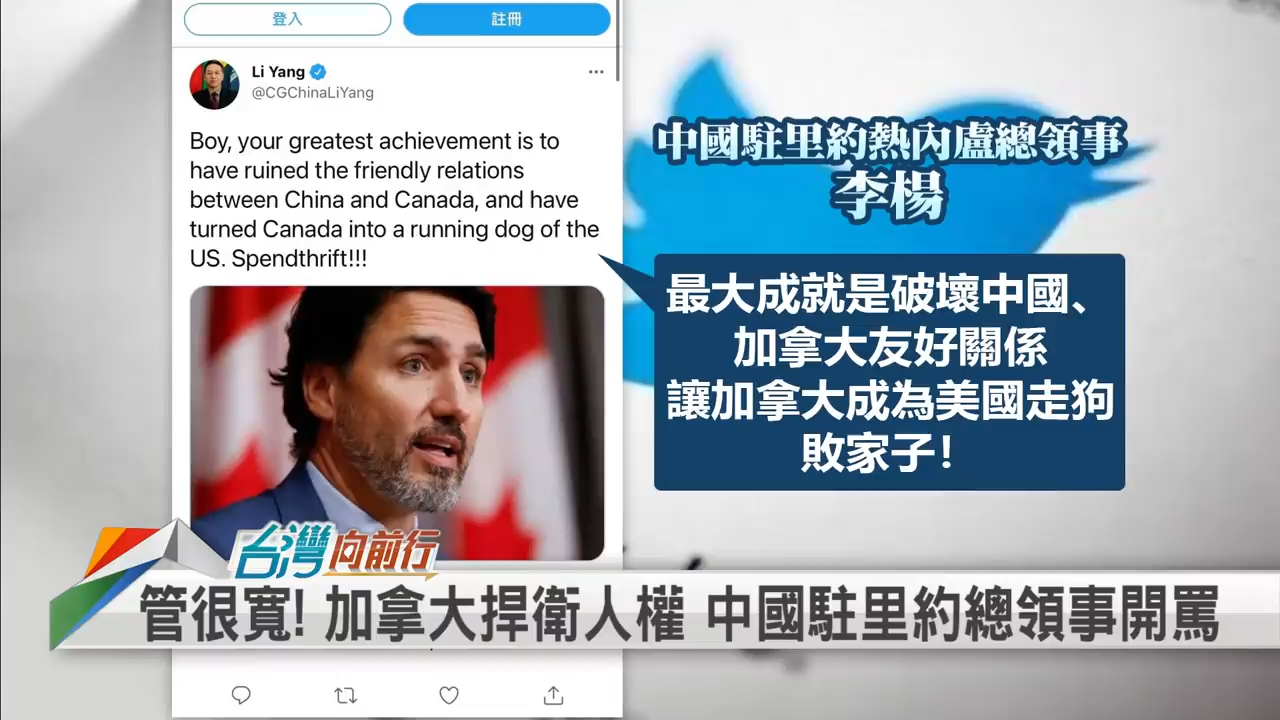 登入
註冊
Li Yang
@CGChinaLiYang
Boy, your greatest achievement is to
have ruined the friendly relations
between China and Canada, and have
turned Canada into a running dog of the
US. Spendthrift!!!
中國駐里約熱內盧總領事
李楊
最大成就是破壞中國、
加拿大友好關係
讓加拿大成為美國走狗
敗家子!
台灣向前行
管很寬! 加拿大捍衛人權 中國駐里約總領事開罵